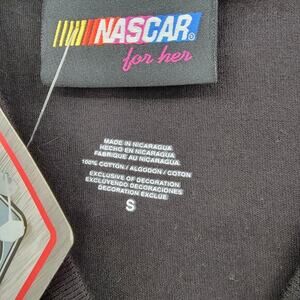 NASCAR
for her
MADE IN NICARAGUA
HECHO EN NICARAGUA
FABRIQUE AU NICARAGUA
100% COTTON / ALGODON / COTON
EXCLUSIVE OF DECORATION
EXCLUYENDO DECORACIONES
DECORATION EXCLUE
S